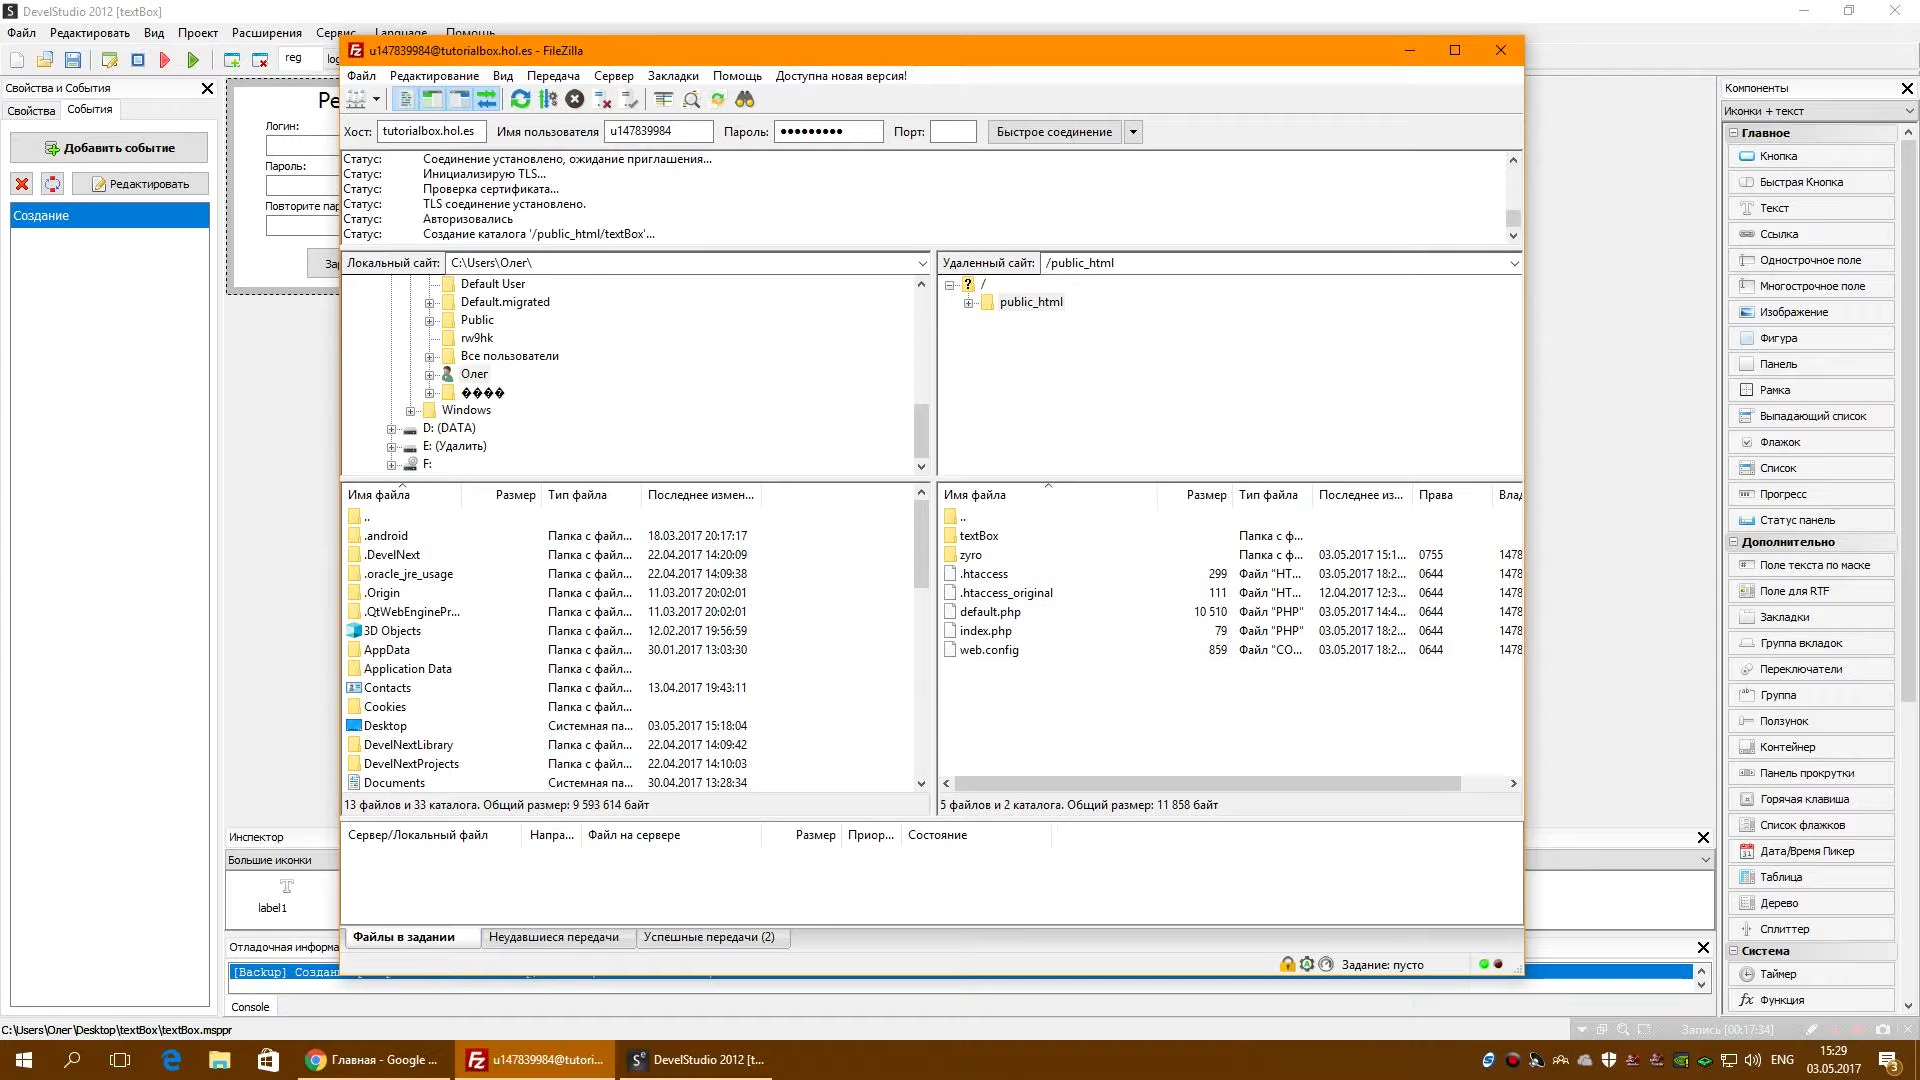 DevelStudio 2012 [textBox]
Файл Редактировать Вид Проект Расширения Сервис Language Помощь
reg
Свойства и События
Свойства События
Добавить событие
Редактировать
Создание
Логин:
Пароль:
u147839984@tutorialbox.hol.es - FileZilla
Файл Редактирование Вид Передача Сервер Закладки Помощь Доступна новая версия!
Хост: tutorialbox.hol.es Имя пользователя u147839984 Пароль: ●●●●●●●●● Порт: Быстрое соединение
Статус: Соединение установлено, ожидание приглашения...
Статус: Инициализирую TLS...
Статус: Проверка сертификата...
Статус: TLS соединение установлено.
Статус: Авторизовались
Статус: Создание каталога '/public_html/textBox'...
Локальный сайт: C:\Users\Олег\
Default User
Default.migrated
Public
rw9hk
Все пользователи
Олег
����
Windows
D: (DATA)
E: (Удалить)
F:
Удаленный сайт: /public_html
/
public_html
Имя файла Размер Тип файла Последнее измен...
..
.android Папка с файл... 18.03.2017 20:17:17
.DevelNext Папка с файл... 22.04.2017 14:20:09
.oracle_jre_usage Папка с файл... 22.04.2017 14:09:38
.Origin Папка с файл... 11.03.2017 20:02:01
.QtWebEnginePr... Папка с файл... 11.03.2017 20:02:01
3D Objects Папка с файл... 12.02.2017 19:56:59
AppData Папка с файл... 30.01.2017 13:03:30
Application Data Папка с файл...
Contacts Папка с файл... 13.04.2017 19:43:11
Cookies Папка с файл...
Desktop Системная па... 03.05.2017 15:18:04
DevelNextLibrary Папка с файл... 22.04.2017 14:09:42
DevelNextProjects Папка с файл... 22.04.2017 14:10:03
Documents Системная па... 30.04.2017 13:28:34
13 файлов и 33 каталога. Общий размер: 9 593 614 байт
Имя файла Размер Тип файла Последнее из... Права Влад
..
textBox Папка с ф...
zyro Папка с ф... 03.05.2017 15:1... 0755 1478
.htaccess 299 Файл "HT... 03.05.2017 18:2... 0644 1478
.htaccess_original 111 Файл "HT... 12.04.2017 12:3... 0644 1478
default.php 10 510 Файл "PHP" 03.05.2017 14:4... 0644 1478
index.php 79 Файл "PHP" 03.05.2017 18:2... 0644 1478
web.config 859 Файл "CO... 03.05.2017 18:2... 0644 1478
5 файлов и 2 каталога. Общий размер: 11 858 байт
Сервер/Локальный файл Напра... Файл на сервере Размер Приор... Состояние
Файлы в задании Неудавшиеся передачи Успешные передачи (2)
Задание: пусто
Компоненты
Иконки + текст
Главное
Кнопка
Быстрая Кнопка
Текст
Ссылка
Однострочное поле
Многострочное поле
Изображение
Фигура
Панель
Рамка
Выпадающий список
Флажок
Список
Прогресс
Статус панель
Дополнительно
Поле текста по маске
Поле для RTF
Закладки
Группа вкладок
Переключатели
Группа
Ползунок
Контейнер
Панель прокрутки
Горячая клавиша
Список флажков
Дата/Время Пикер
Таблица
Дерево
Сплиттер
Система
Таймер
Функция
Инспектор
Большие иконки
label1
[Backup]
Console
C:\Users\Олег\Desktop\textBox\textBox.msppr
Запись [00:17:34]
Главная - Google ...
u147839984@tutori...
DevelStudio 2012 [t...
ENG
15:29
03.05.2017
3